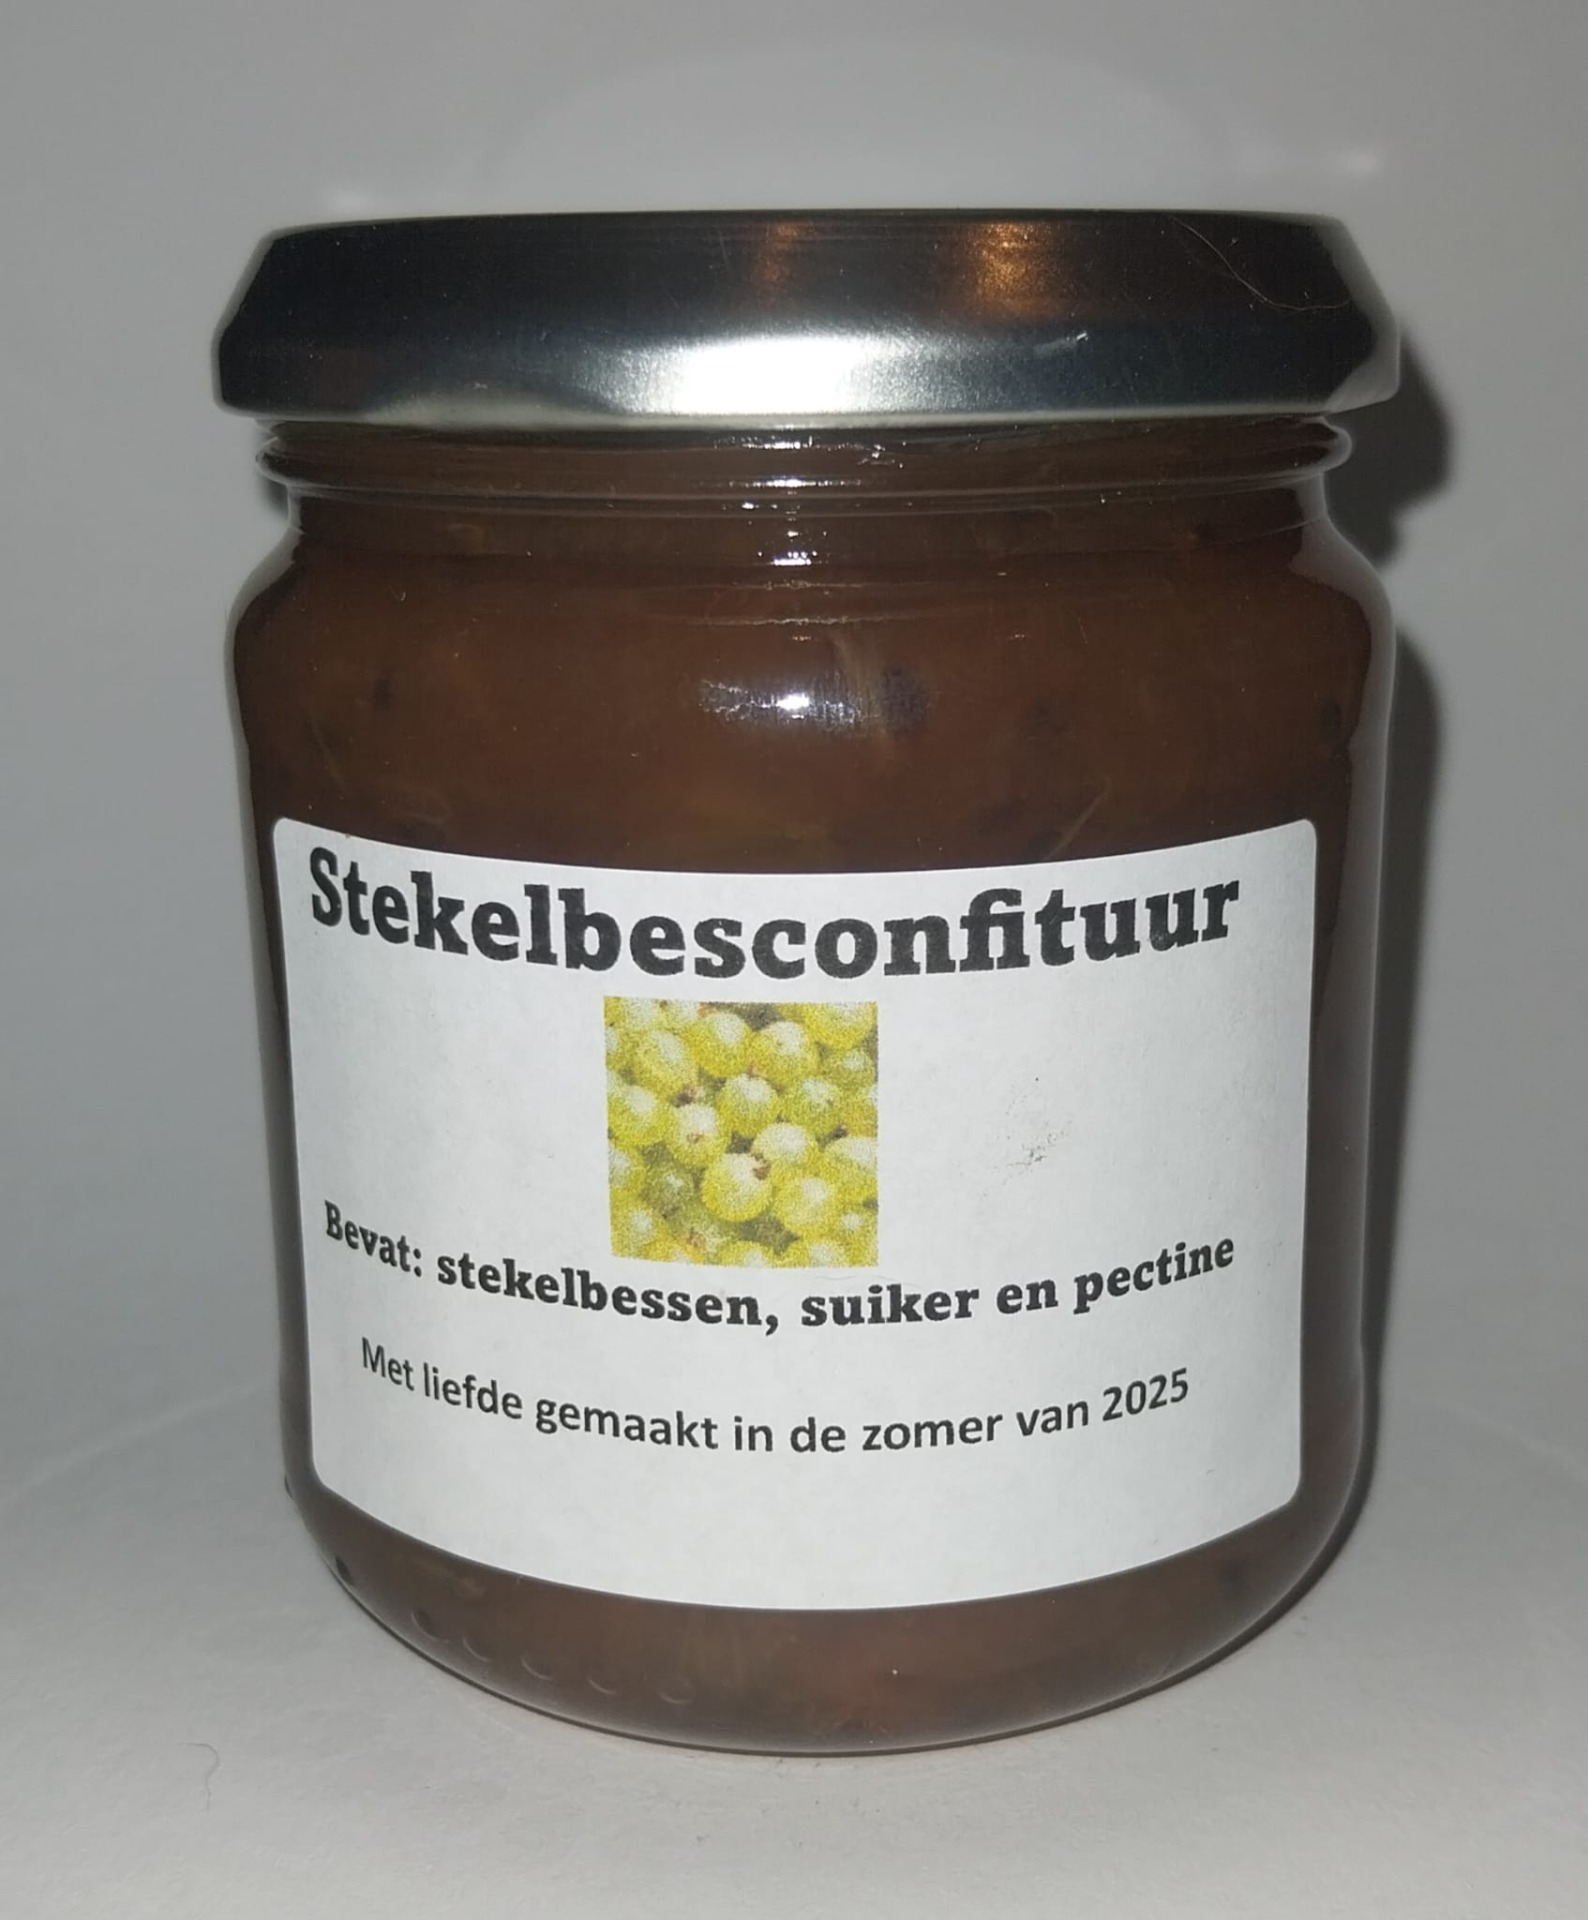 Stekelbesconfituur
Bevat: stekelbessen, suiker en pectine
Met liefde gemaakt in de zomer van 2025